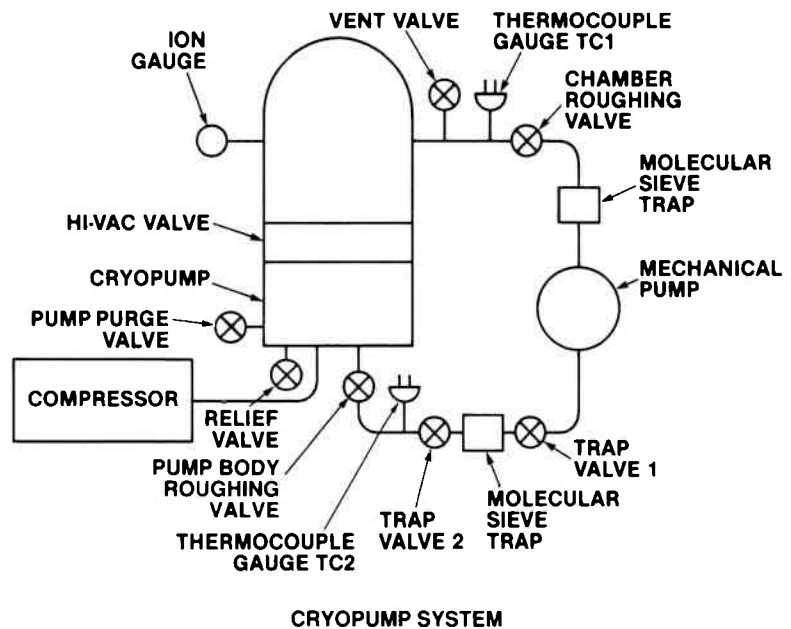 VENT VALVE
THERMOCOUPLE
GAUGE TC1
ION
GAUGE
CHAMBER
ROUGHING
VALVE
MOLECULAR
SIEVE
TRAP
HI-VAC VALVE
CRYOPUMP
MECHANICAL
PUMP
PUMP PURGE
VALVE
COMPRESSOR
RELIEF
VALVE
PUMP BODY
ROUGHING
VALVE
THERMOCOUPLE
GAUGE TC2
TRAP
VALVE 2
MOLECULAR
SIEVE
TRAP
TRAP
VALVE 1
CRYOPUMP SYSTEM